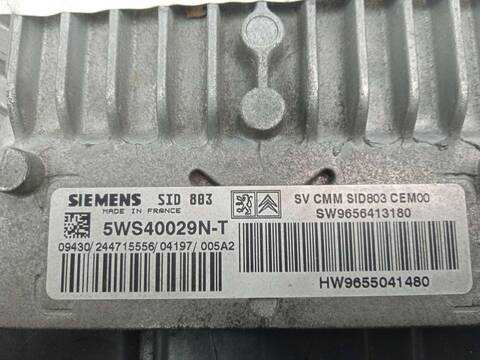 SIEMENS SID 803
MADE IN FRANCE
5WS40029N-T
09430/244715556/04197/005A2
SV CMM SID803 CEM00
SW9656413180
HW9655041480